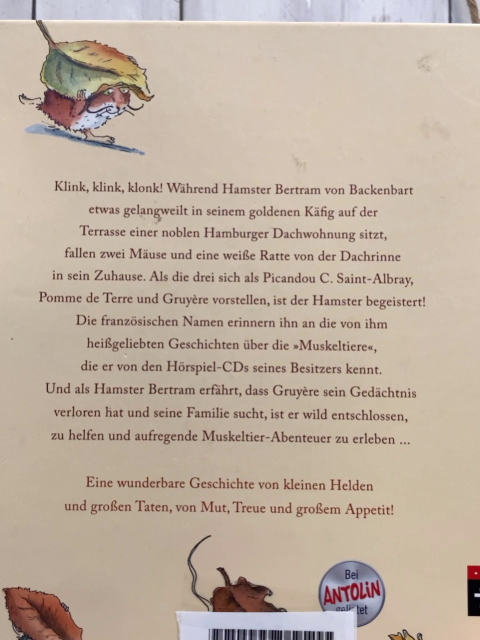 Klink, klink, klonk! Während Hamster Bertram von Backenbart
etwas gelangweilt in seinem goldenen Käfig auf der
Terrasse einer noblen Hamburger Dachwohnung sitzt,
fallen zwei Mäuse und eine weiße Ratte von der Dachrinne
in sein Zuhause. Als die drei sich als Picandou C. Saint-Albray,
Pomme de Terre und Gruyère vorstellen, ist der Hamster begeistert!
Die französischen Namen erinnern ihn an die von ihm
heißgeliebten Geschichten über die »Muskeltiere«,
die er von den Hörspiel-CDs seines Besitzers kennt.
Und als Hamster Bertram erfährt, dass Gruyère sein Gedächtnis
verloren hat und seine Familie sucht, ist er wild entschlossen,
zu helfen und aufregende Muskeltier-Abenteuer zu erleben ...
Eine wunderbare Geschichte von kleinen Helden
und großen Taten, von Mut, Treue und großem Appetit!
Bei
ANTOLIN
gelistet